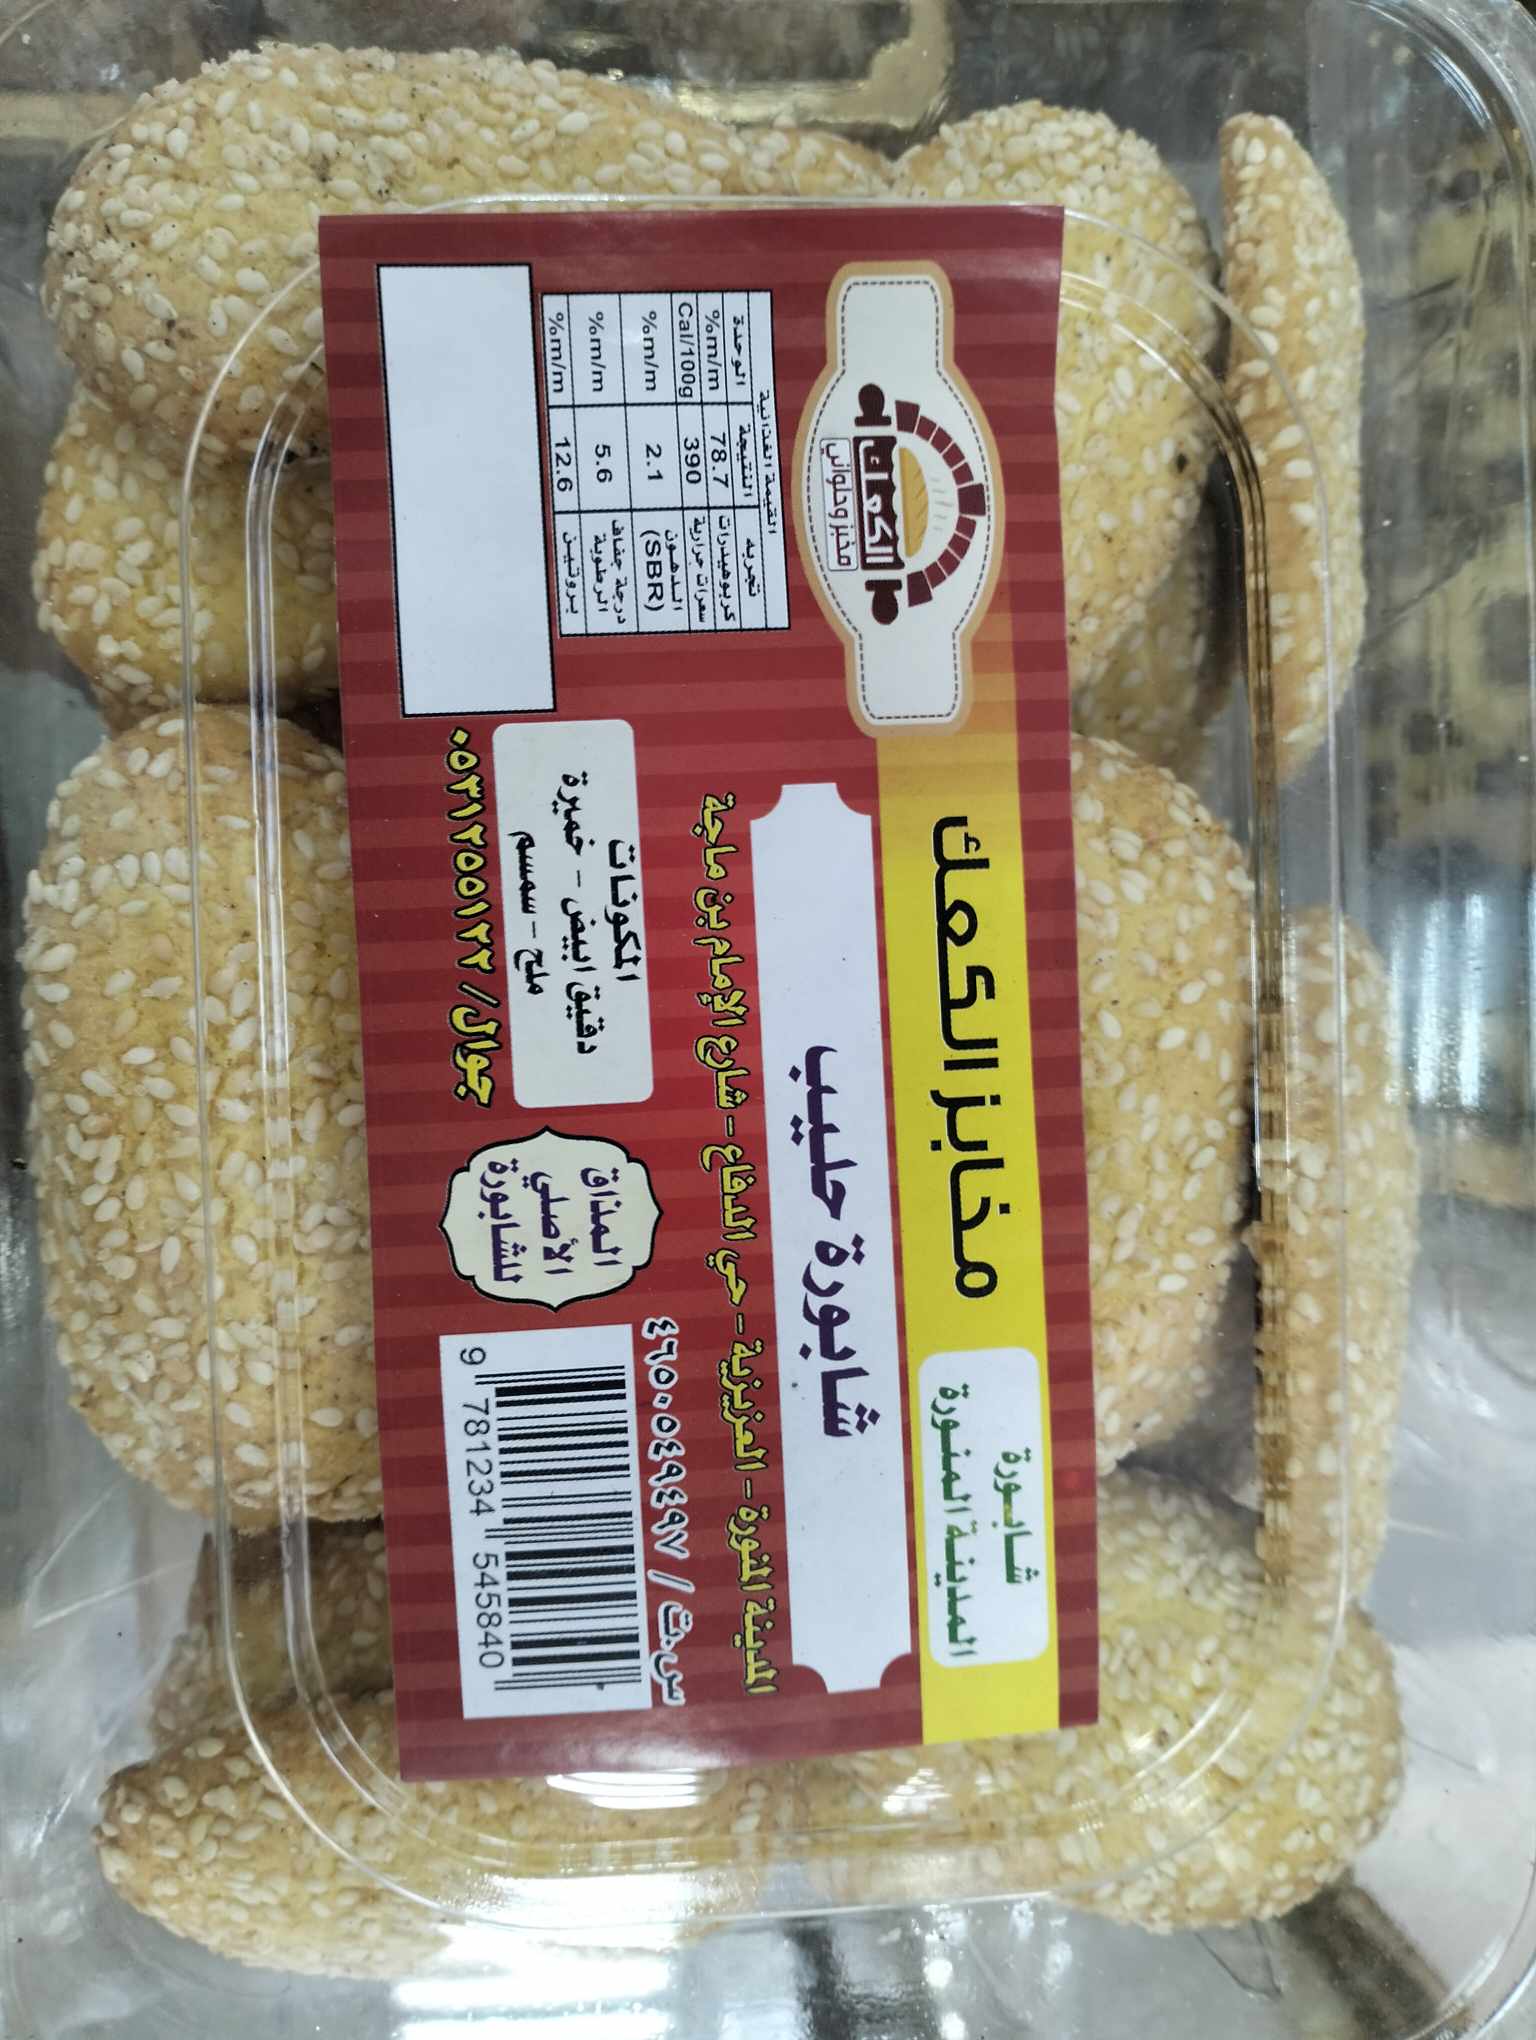 شابورة
المدينة المنورة
مخابز الكعك
الكعك
مخبز وحلواني
شابورة حليب
المدينة المنورة - العزيزية - حي الدفاع - شارع الإمام بن ماجة
س.ت / ٤٦٥٠٥٤٩٤٩٧
القيمة الغذائية
تجربه النتيجة الوحدة
كربوهيدرات 78.7 %m/m
سعرات حرارية 390 Cal/100g
الدهون
(SBR) 2.1 %m/m
درجة جفاف
الرطوبة 5.6 %m/m
بروتين 12.6 %m/m
المكونات
دقيق ابيض - خميرة
ملح - سمسم
جوال/ ٠٥٣١٢٥٥١٢٢
المذاق
الأصلي
للشابورة
9 781234 545840